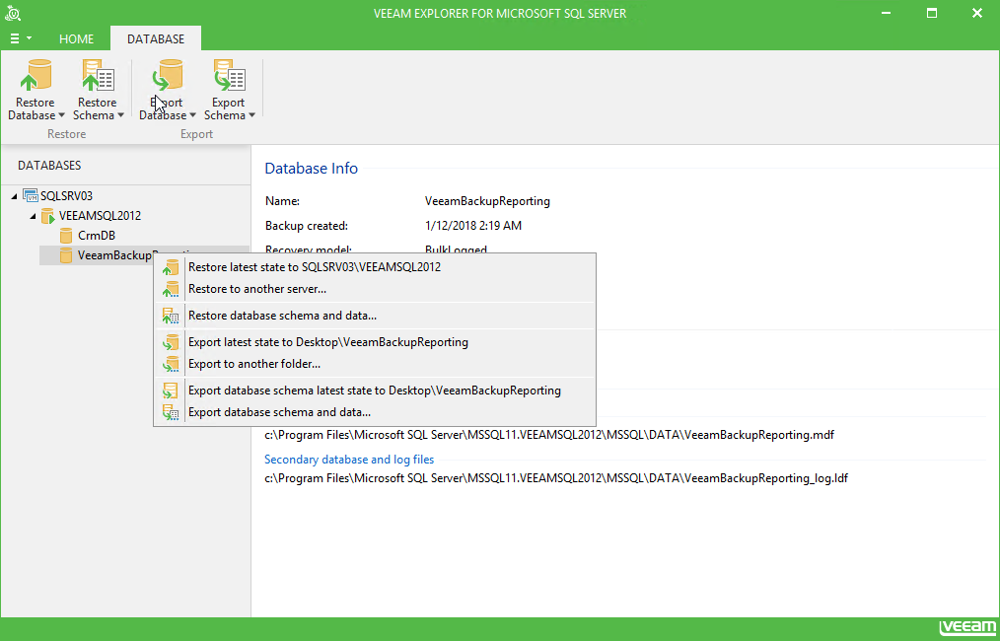 VEEAM EXPLORER FOR MICROSOFT SQL SERVER
HOME DATABASE
Restore Database
Restore Schema
Export Database
Export Schema
Restore
Export
DATABASES
SQLSRV03
VEEAMSQL2012
CrmDB
VeeamBackup
Database Info
Name: VeeamBackupReporting
Backup created: 1/12/2018 2:19 AM
Recovery model: BulkLogged
Restore latest state to SQLSRV03\VEEAMSQL2012
Restore to another server...
Restore database schema and data...
Export latest state to Desktop\VeeamBackupReporting
Export to another folder...
Export database schema latest state to Desktop\VeeamBackupReporting
Export database schema and data...
c:\Program Files\Microsoft SQL Server\MSSQL11.VEEAMSQL2012\MSSQL\DATA\VeeamBackupReporting.mdf
Secondary database and log files
c:\Program Files\Microsoft SQL Server\MSSQL11.VEEAMSQL2012\MSSQL\DATA\VeeamBackupReporting_log.ldf
veeam